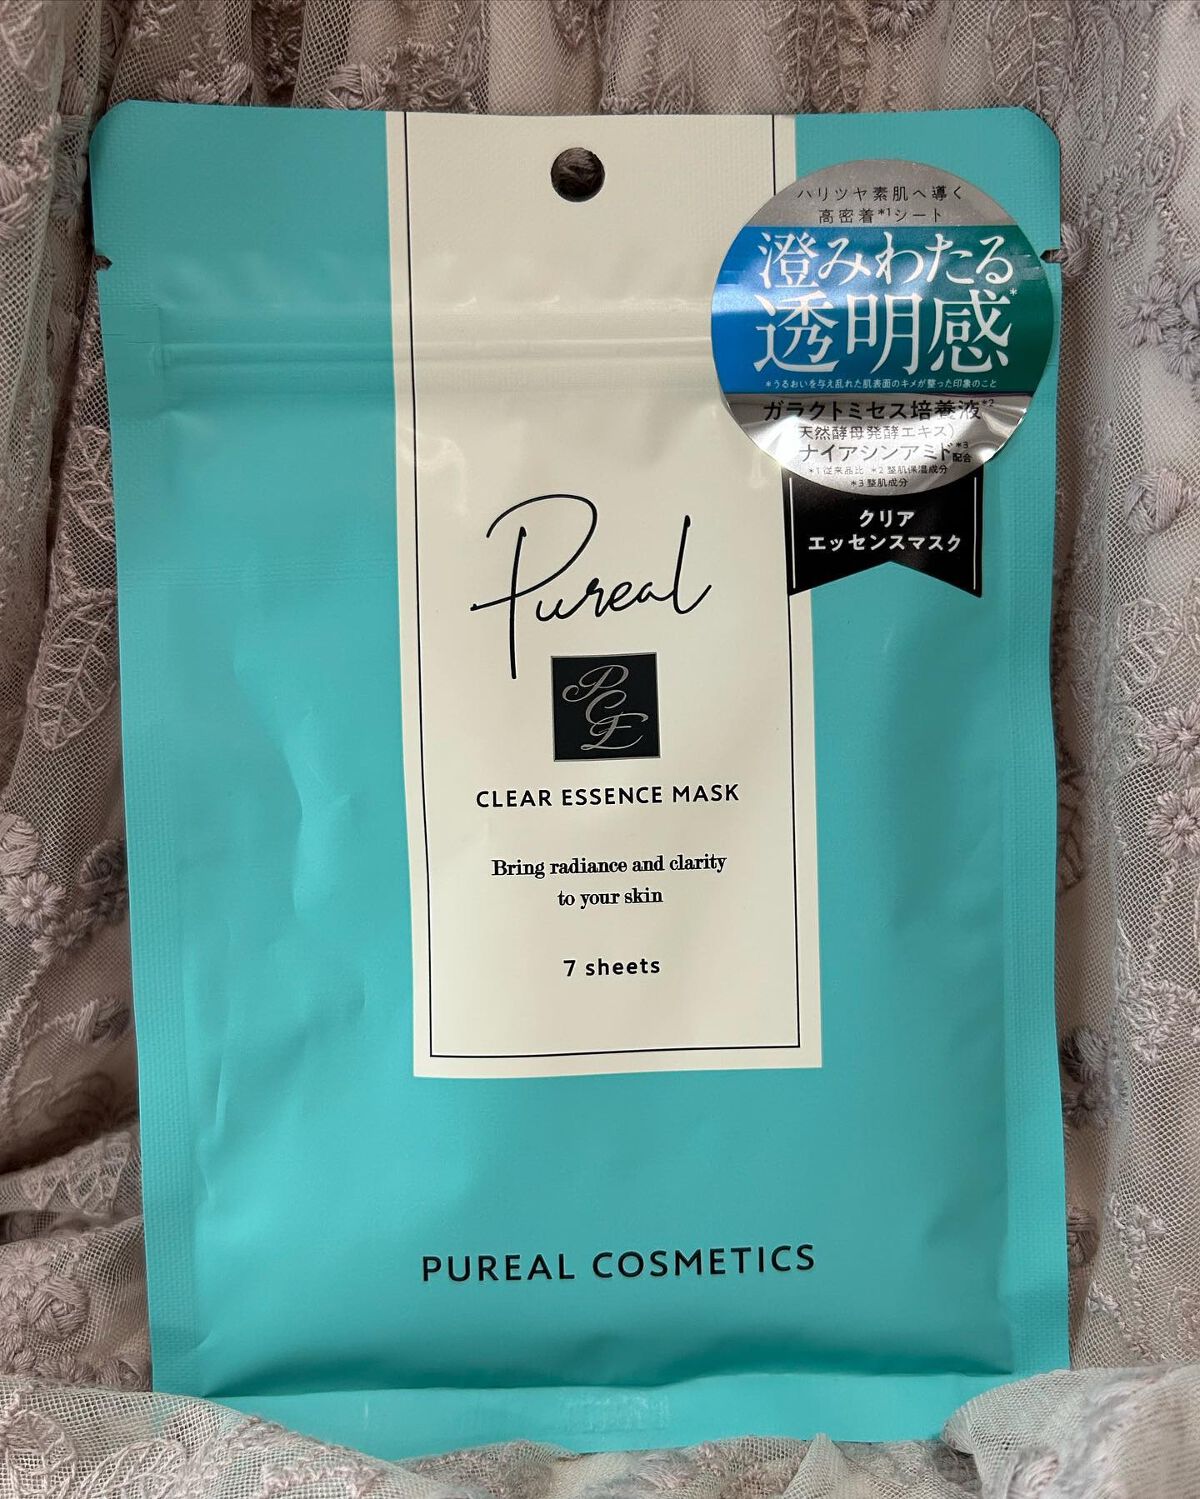 ハリツヤ素肌へ導く
高密着*1シート
澄みわたる
透明感*
*うるおいを与え乱れた肌表面のキメが整った印象のこと
ガラクトミセス培養液*2
天然酵母発酵エキス)
ナイアシンアミド*3配合
*1 従来品比 *2 整肌保湿成分
*3 整肌成分
クリア
エッセンスマスク
Pureal
PCE
CLEAR ESSENCE MASK
Bring radiance and clarity
to your skin
7 sheets
PUREAL COSMETICS